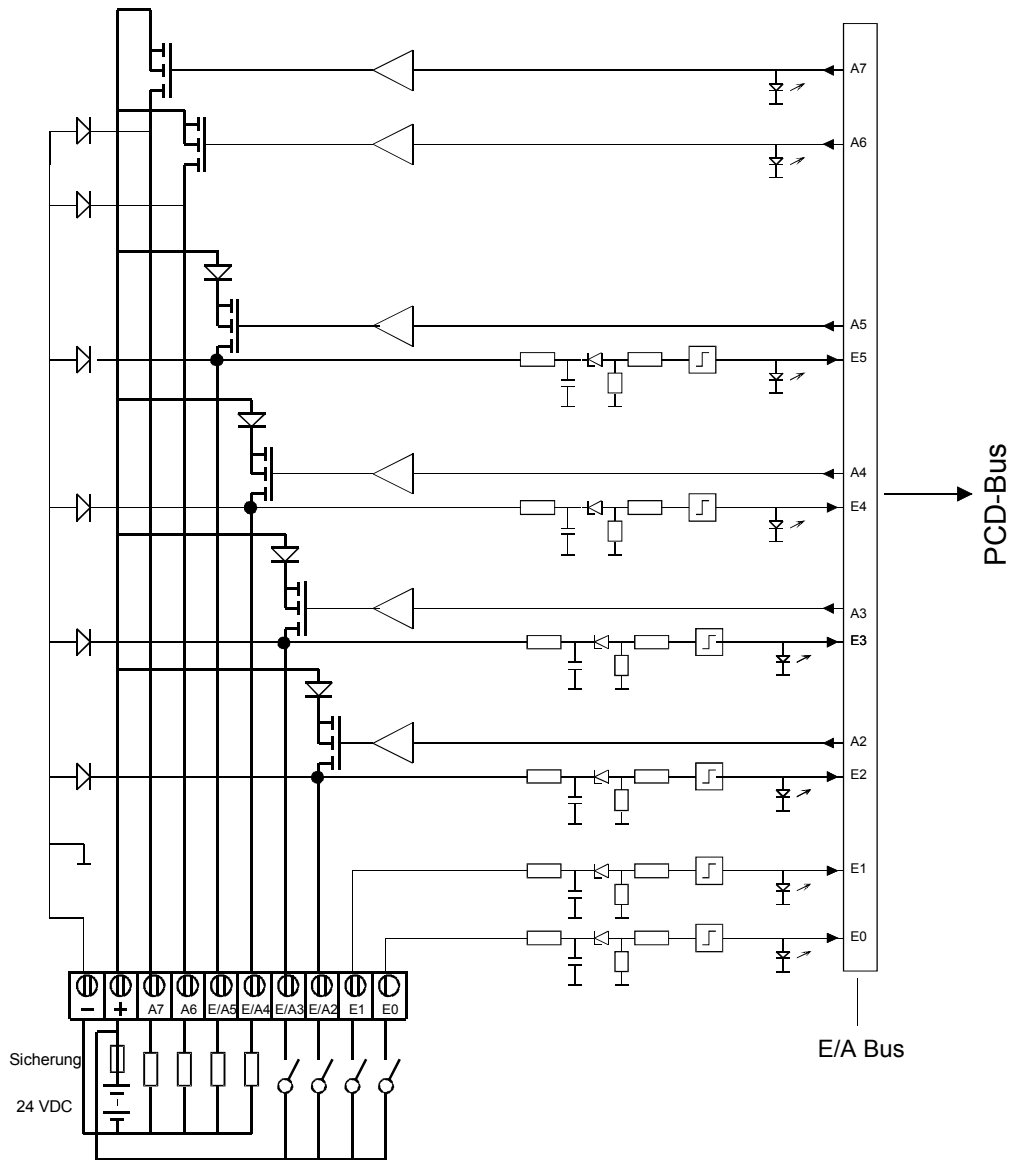 A7
A6
A5
E5
A4
E4
PCD-Bus
A3
E3
A2
E2
E1
E0
− + A7 A6 E/A5 E/A4 E/A3 E/A2 E1 E0
E/A Bus
Sicherung
24 VDC